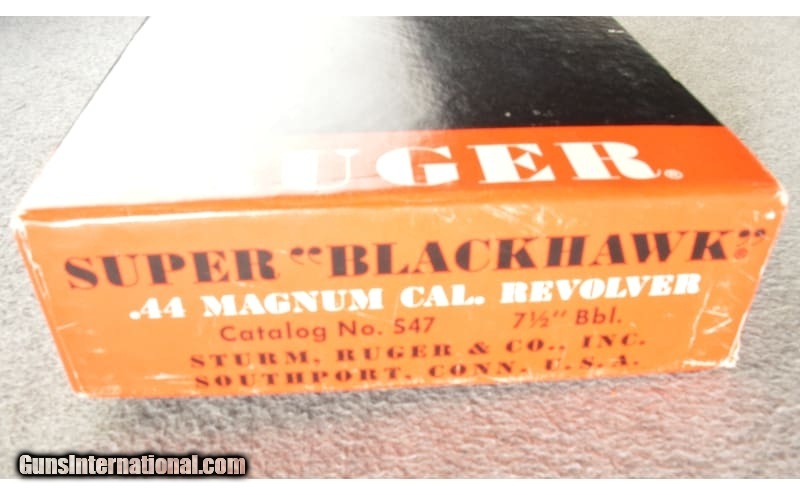 UGER®
SUPER "BLACKHAWK"®
.44 MAGNUM CAL. REVOLVER
Catalog No. S47 7½" Bbl.
STURM, RUGER & CO., INC.
SOUTHPORT, CONN. U.S.A.
GunsInternational.com